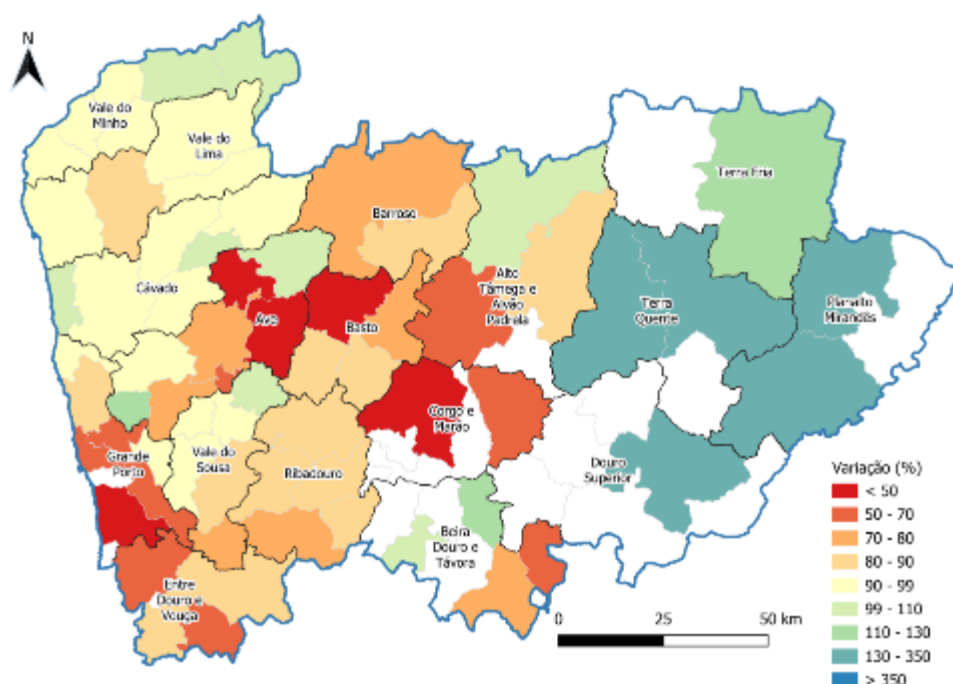 N
Vale do
Minho
Vale do
Lima
Barroso
Terra Fria
Cávado
Alto
Tâmega e
Alvão
Padrela
Terra
Quente
Planalto
Mirandês
Ave
Basto
Corgo e
Marão
Grande
Porto
Vale do
Sousa
Ribadouro
Douro
Superior
Beira
Douro e
Távora
Entre
Douro e
Vouga
0 25 50 km
Variação (%)
< 50
50 - 70
70 - 80
80 - 90
90 - 99
99 - 110
110 - 130
130 - 350
> 350